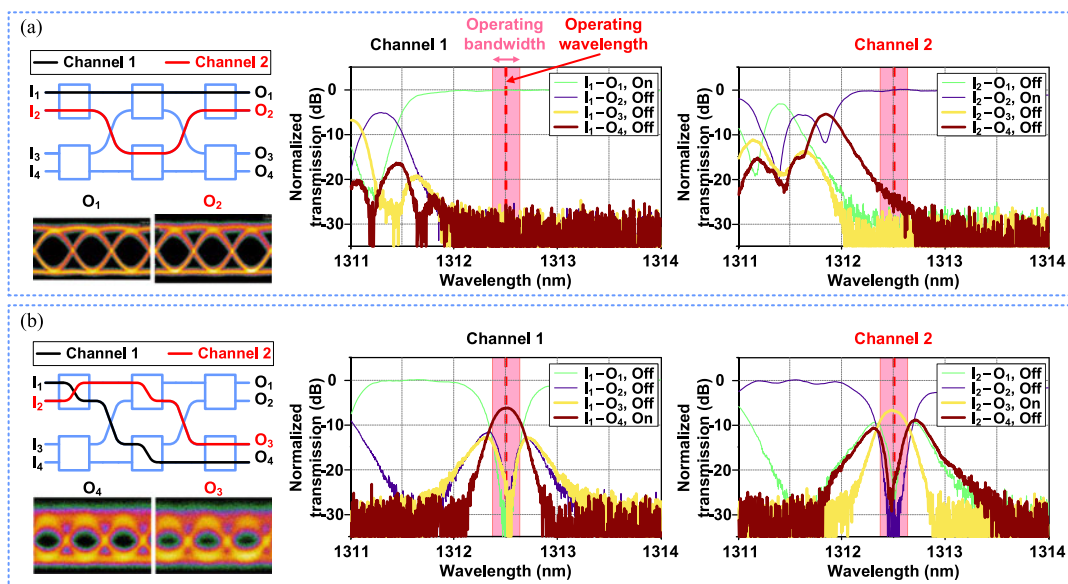 (a)
Channel 1 Channel 2
I1 O1
I2 O2
I3 O3
I4 O4
O1 O2
Channel 1
Operating bandwidth
Operating wavelength
Normalized transmission (dB)
0
-10
-20
-30
I1−O1, On
I1−O2, Off
I1−O3, Off
I1−O4, Off
1311 1312 1313 1314
Wavelength (nm)
Channel 2
Normalized transmission (dB)
0
-10
-20
-30
I2−O1, Off
I2−O2, On
I2−O3, Off
I2−O4, Off
1311 1312 1313 1314
Wavelength (nm)
(b)
Channel 1 Channel 2
I1 O1
I2 O2
I3 O3
I4 O4
O4 O3
Channel 1
Normalized transmission (dB)
0
-10
-20
-30
I1−O1, Off
I1−O2, Off
I1−O3, Off
I1−O4, On
1311 1312 1313 1314
Wavelength (nm)
Channel 2
Normalized transmission (dB)
0
-10
-20
-30
I2−O1, Off
I2−O2, Off
I2−O3, On
I2−O4, Off
1311 1312 1313 1314
Wavelength (nm)